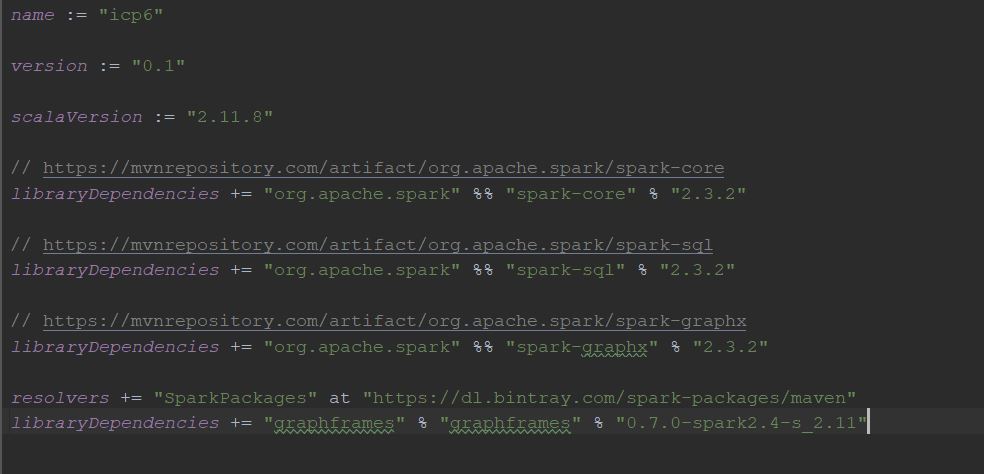 name := "icp6"
version := "0.1"
scalaVersion := "2.11.8"
// https://mvnrepository.com/artifact/org.apache.spark/spark-core
libraryDependencies += "org.apache.spark" %% "spark-core" % "2.3.2"
// https://mvnrepository.com/artifact/org.apache.spark/spark-sql
libraryDependencies += "org.apache.spark" %% "spark-sql" % "2.3.2"
// https://mvnrepository.com/artifact/org.apache.spark/spark-graphx
libraryDependencies += "org.apache.spark" %% "spark-graphx" % "2.3.2"
resolvers += "SparkPackages" at "https://dl.bintray.com/spark-packages/maven"
libraryDependencies += "graphframes" % "graphframes" % "0.7.0-spark2.4-s_2.11"